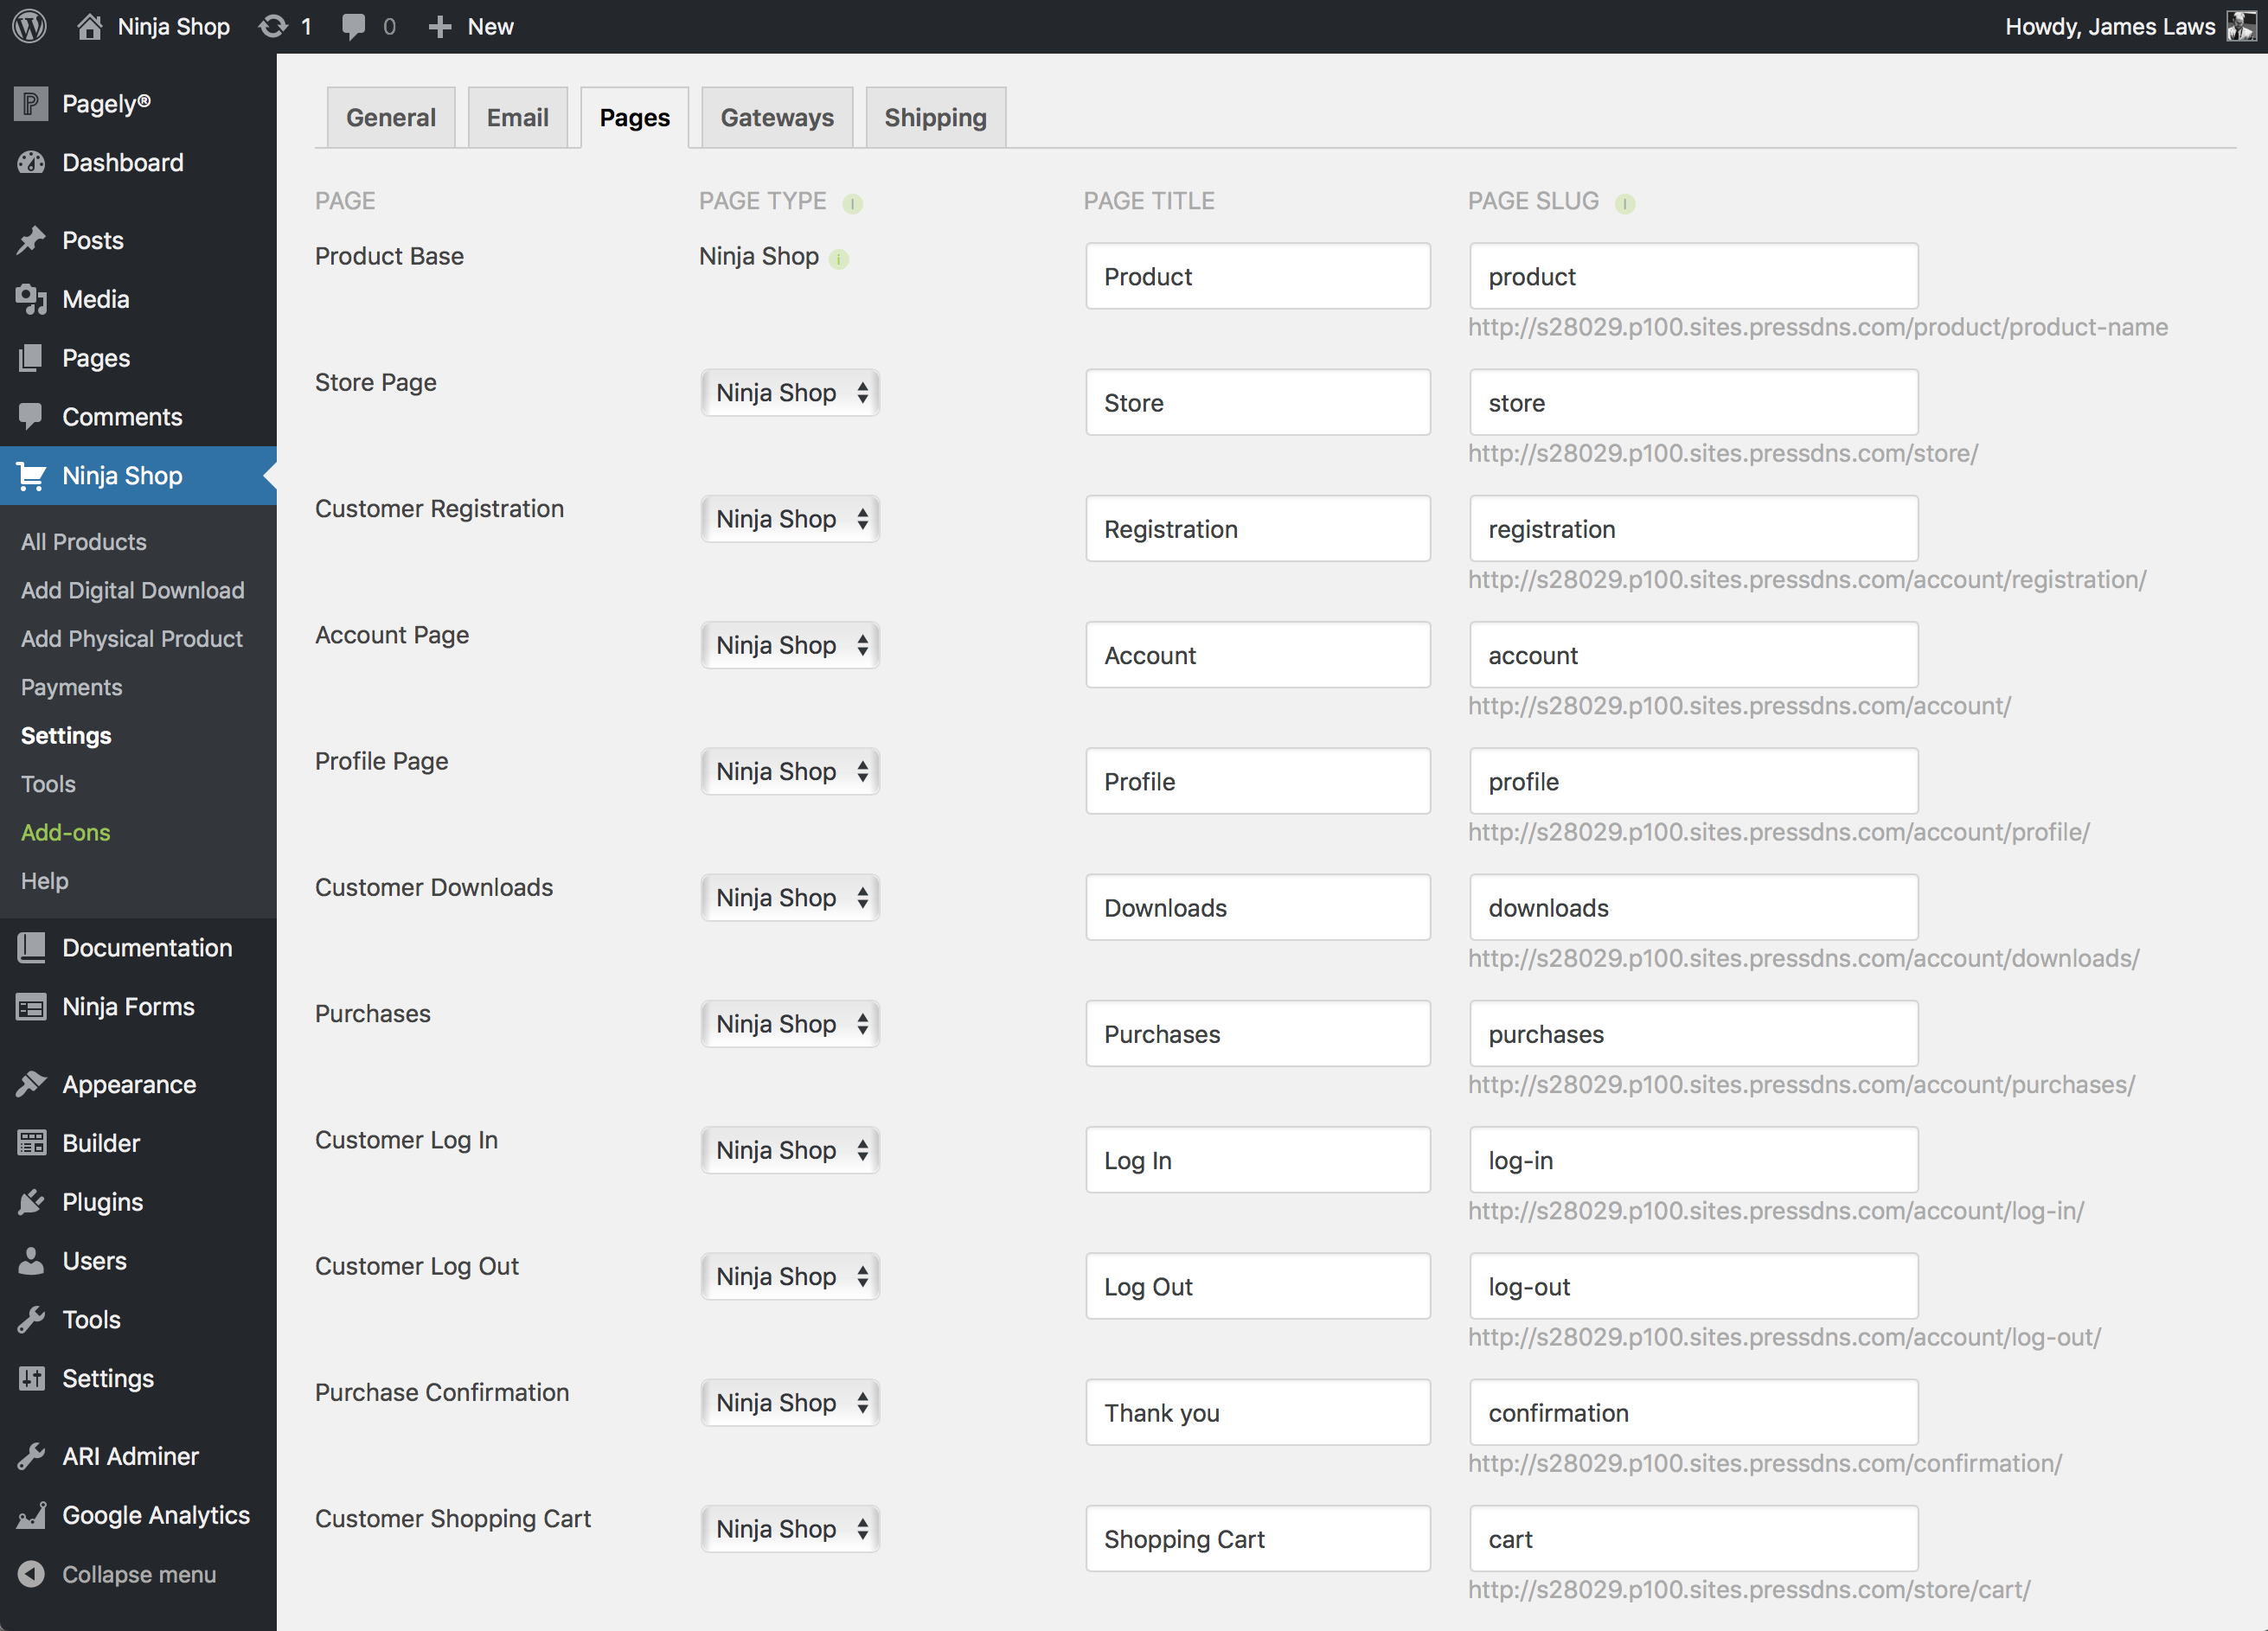 Ninja Shop 1 0 New Howdy, James Laws
Pagely®
Dashboard
Posts
Media
Pages
Comments
Ninja Shop
All Products
Add Digital Download
Add Physical Product
Payments
Settings
Tools
Add-ons
Help
Documentation
Ninja Forms
Appearance
Builder
Plugins
Users
Tools
Settings
ARI Adminer
Google Analytics
Collapse menu
General Email Pages Gateways Shipping
PAGE PAGE TYPE i PAGE TITLE PAGE SLUG i
Product Base Ninja Shop i Product product
http://s28029.p100.sites.pressdns.com/product/product-name
Store Page Ninja Shop Store store
http://s28029.p100.sites.pressdns.com/store/
Customer Registration Ninja Shop Registration registration
http://s28029.p100.sites.pressdns.com/account/registration/
Account Page Ninja Shop Account account
http://s28029.p100.sites.pressdns.com/account/
Profile Page Ninja Shop Profile profile
http://s28029.p100.sites.pressdns.com/account/profile/
Customer Downloads Ninja Shop Downloads downloads
http://s28029.p100.sites.pressdns.com/account/downloads/
Purchases Ninja Shop Purchases purchases
http://s28029.p100.sites.pressdns.com/account/purchases/
Customer Log In Ninja Shop Log In log-in
http://s28029.p100.sites.pressdns.com/account/log-in/
Customer Log Out Ninja Shop Log Out log-out
http://s28029.p100.sites.pressdns.com/account/log-out/
Purchase Confirmation Ninja Shop Thank you confirmation
http://s28029.p100.sites.pressdns.com/confirmation/
Customer Shopping Cart Ninja Shop Shopping Cart cart
http://s28029.p100.sites.pressdns.com/store/cart/